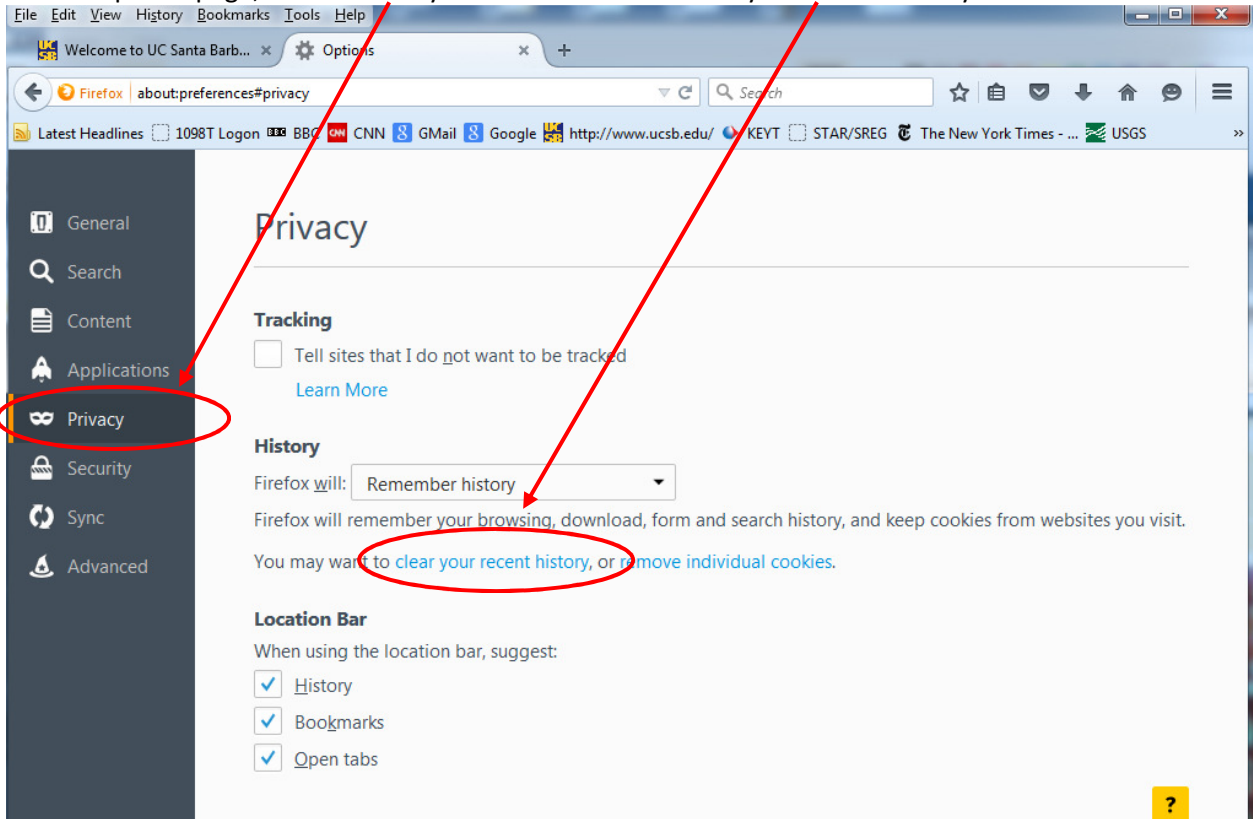 File Edit View History Bookmarks Tools Help
Welcome to UC Santa Barb... × Options × +
Firefox about:preferences#privacy Search
Latest Headlines 1098T Logon BBC BBC CNN CNN 8 GMail 8 Google http://www.ucsb.edu/ KEYT STAR/SREG The New York Times - ... USGS »
General
Search
Content
Applications
Privacy
Security
Sync
Advanced
Privacy
Tracking
Tell sites that I do not want to be tracked
Learn More
History
Firefox will: Remember history
Firefox will remember your browsing, download, form and search history, and keep cookies from websites you visit.
You may want to clear your recent history, or remove individual cookies.
Location Bar
When using the location bar, suggest:
History
Bookmarks
Open tabs
?